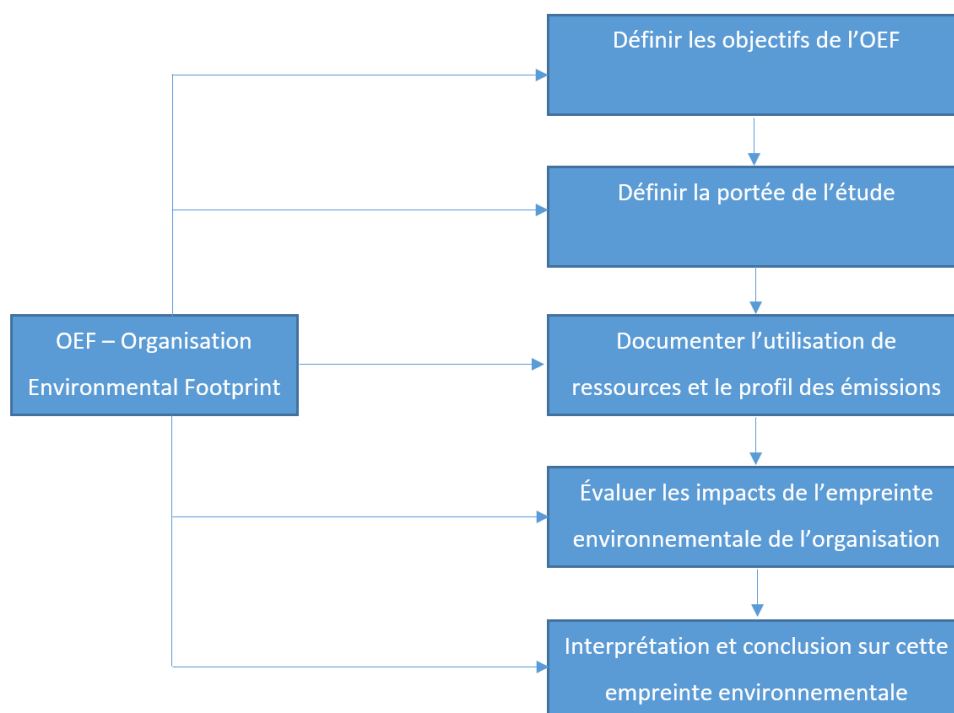 Définir les objectifs de l’OEF
Définir la portée de l’étude
OEF – Organisation
Environmental Footprint
Documenter l’utilisation de
ressources et le profil des émissions
Évaluer les impacts de l’empreinte
environnementale de l’organisation
Interprétation et conclusion sur cette
empreinte environnementale